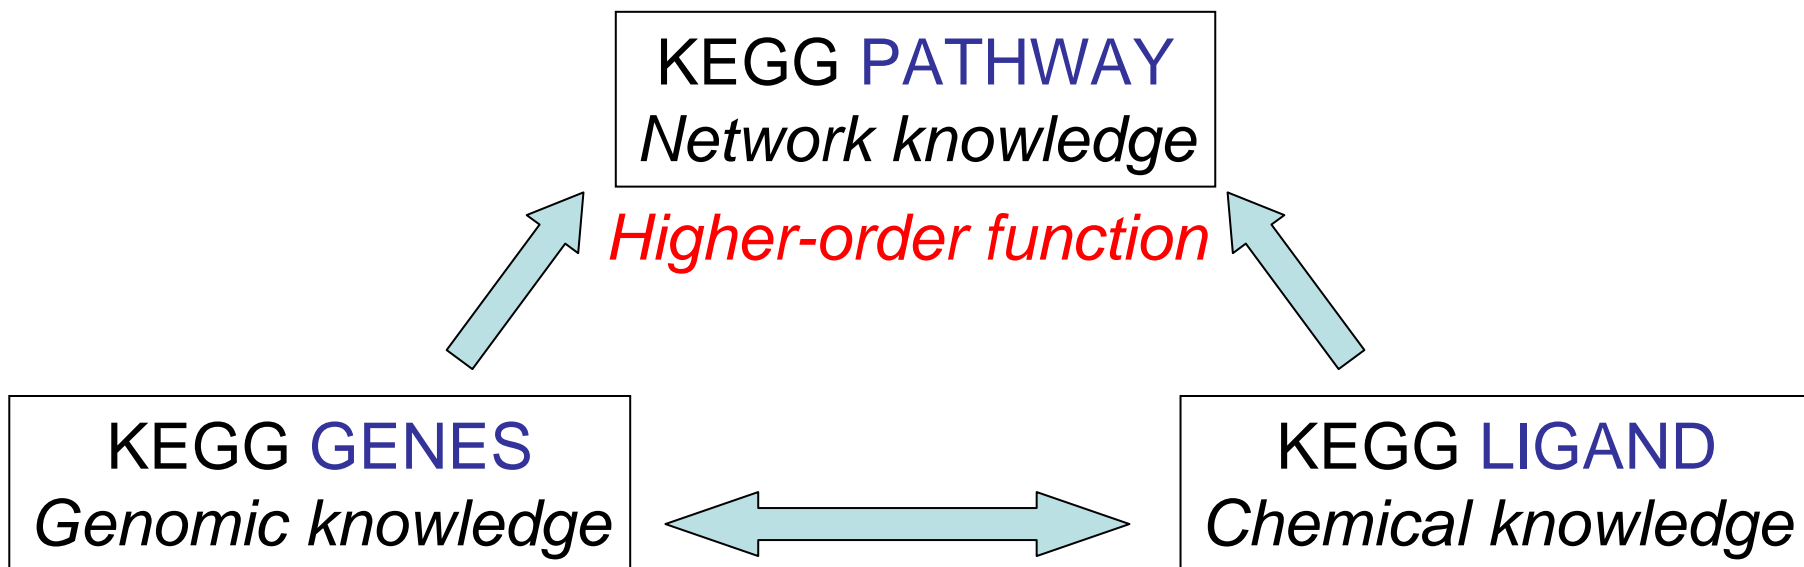 KEGG PATHWAY
Network knowledge
Higher-order function
KEGG GENES
Genomic knowledge
KEGG LIGAND
Chemical knowledge